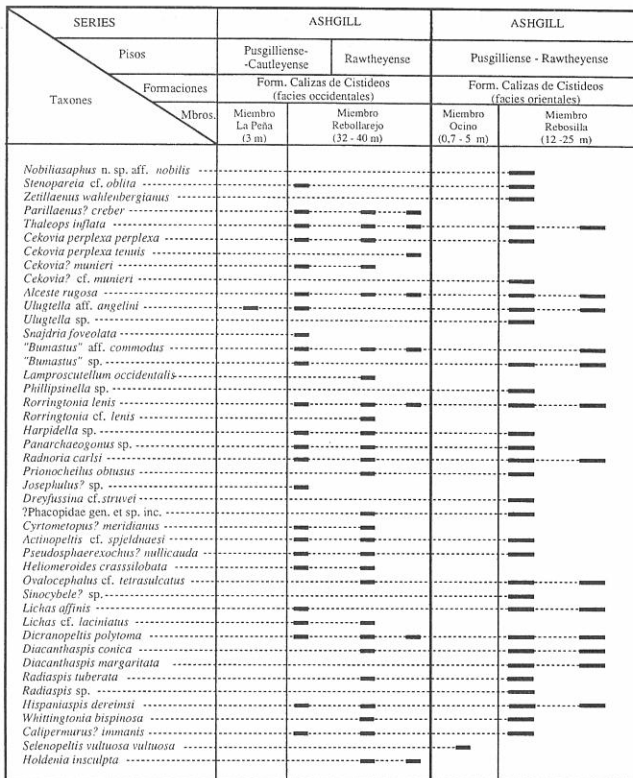 SERIES ASHGILL ASHGILL
Pisos Pusgilliense-
-Cautleyense Rawtheyense Pusgilliense - Rawtheyense
Formaciones Form. Calizas de Cistideos
(facies occidentales) Form. Calizas de Cistideos
(facies orientales)
Taxones
Mbros. Miembro
La Peña
(3 m) Miembro
Rebollarejo
(32 - 40 m) Miembro
Ocino
(0,7 - 5 m) Miembro
Rebosilla
(12 -25 m)
Nobiliasaphus n. sp. aff. nobilis
Stenopareia cf. oblita
Zetillaenus wahlenbergianus
Parillaenus? creber
Thaleops inflata
Cekovia perplexa perplexa
Cekovia perplexa tenuis
Cekovia? munieri
Cekovia? cf. munieri
Alceste rugosa
Ulugtella aff. angelini
Ulugtella sp.
Snajdria foveolata
"Bumastus" aff. commodus
"Bumastus" sp.
Lamproscutellum occidentalis
Phillipsinella sp.
Rorringtonia lenis
Rorringtonia cf. lenis
Harpidella sp.
Panarchaeogonus sp.
Radnoria carlsi
Prionocheilus obtusus
Josephulus? sp.
Dreyfussina cf. struvei
?Phacopidae gen. et sp. inc.
Cyrtometopus? meridianus
Actinopeltis cf. spjeldnaesi
Pseudosphaerexochus? nullicauda
Heliomeroides crasssilobata
Ovalocephalus cf. tetrasulcatus
Sinocybele? sp.
Lichas affinis
Lichas cf. laciniatus
Dicranopeltis polytoma
Diacanthaspis conica
Diacanthaspis margaritata
Radiaspis tuberata
Radiaspis sp.
Hispaniaspis dereimsi
Whittingtonia bispinosa
Calipermurus? immanis
Selenopeltis vultuosa vultuosa
Holdenia insculpta